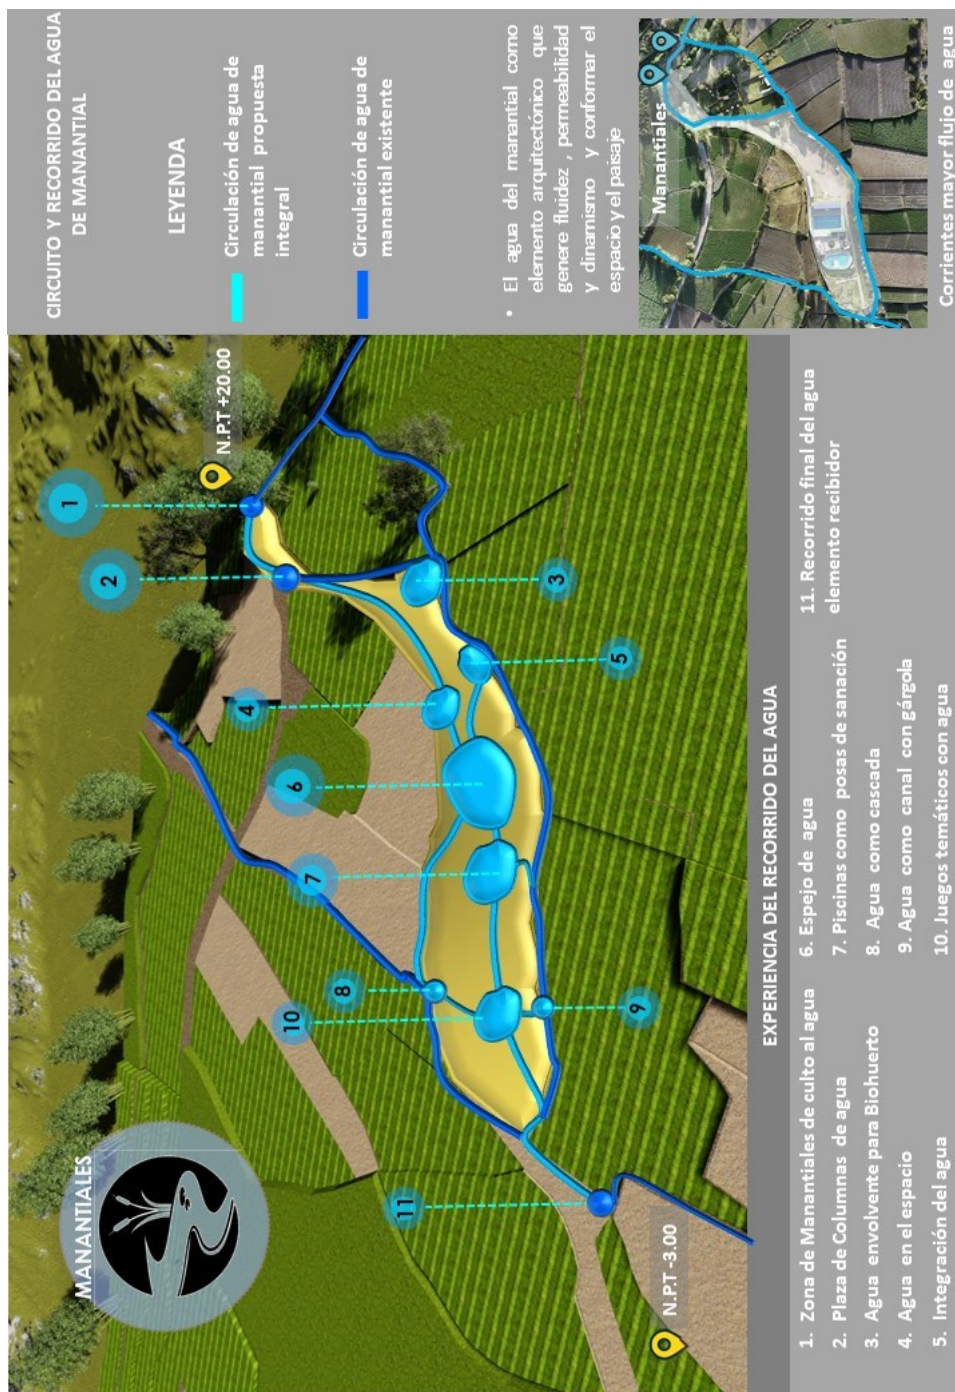 CIRCUITO Y RECORRIDO DEL AGUA
DE MANANTIAL
LEYENDA
Circulación de agua de
manantial propuesta
integral
Circulación de agua de
manantial existente
• El agua del manantial como
elemento arquitectónico que
genere fluidez , permeabilidad
y dinamismo y conformar el
espacio y el paisaje
Manantiales
Corrientes mayor flujo de agua
MANANTIALES
N.P.T +20.00
1
2
3
4
5
6
7
8
9
10
11
N.P.T -3.00
EXPERIENCIA DEL RECORRIDO DEL AGUA
1. Zona de Manantiales de culto al agua
2. Plaza de Columnas de agua
3. Agua envolvente para Biohuerto
4. Agua en el espacio
5. Integración del agua
6. Espejo de agua
7. Piscinas como posas de sanación
8. Agua como cascada
9. Agua como canal con gárgola
10. Juegos temáticos con agua
11. Recorrido final del agua
elemento recibidor